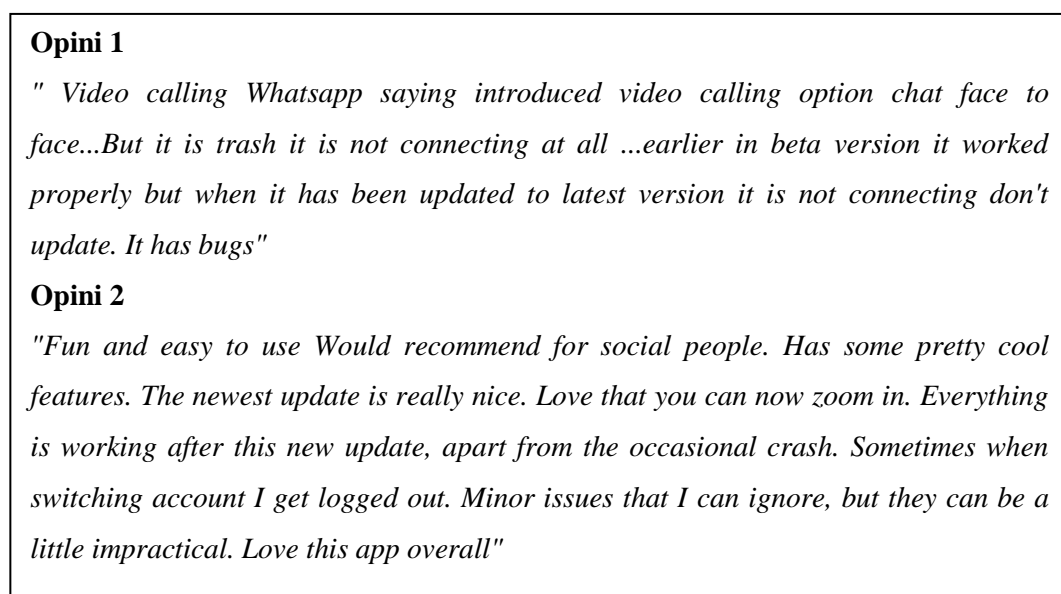 Opini 1
" Video calling Whatsapp saying introduced video calling option chat face to
face...But it is trash it is not connecting at all ...earlier in beta version it worked
properly but when it has been updated to latest version it is not connecting don't
update. It has bugs"
Opini 2
"Fun and easy to use Would recommend for social people. Has some pretty cool
features. The newest update is really nice. Love that you can now zoom in. Everything
is working after this new update, apart from the occasional crash. Sometimes when
switching account I get logged out. Minor issues that I can ignore, but they can be a
little impractical. Love this app overall"